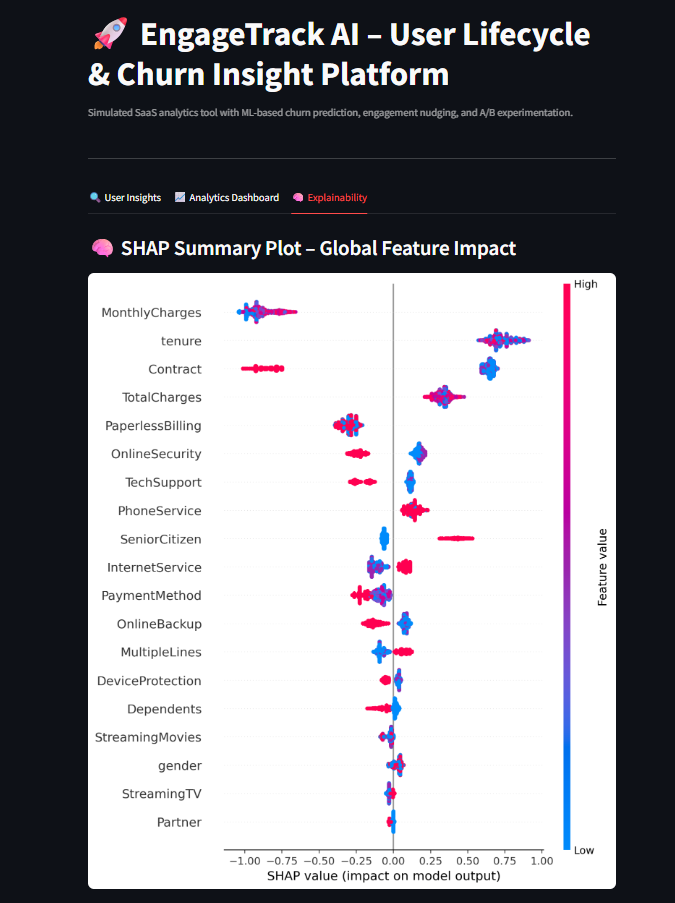 🚀 EngageTrack AI – User Lifecycle
& Churn Insight Platform
Simulated SaaS analytics tool with ML-based churn prediction, engagement nudging, and A/B experimentation.
🔍 User Insights 📈 Analytics Dashboard 🧠 Explainability
🧠 SHAP Summary Plot – Global Feature Impact
High
MonthlyCharges
tenure
Contract
TotalCharges
PaperlessBilling
OnlineSecurity
TechSupport
PhoneService
SeniorCitizen
InternetService
PaymentMethod
OnlineBackup
MultipleLines
DeviceProtection
Dependents
StreamingMovies
gender
StreamingTV
Partner
Feature value
Low
−1.00 −0.75 −0.50 −0.25 0.00 0.25 0.50 0.75 1.00
SHAP value (impact on model output)